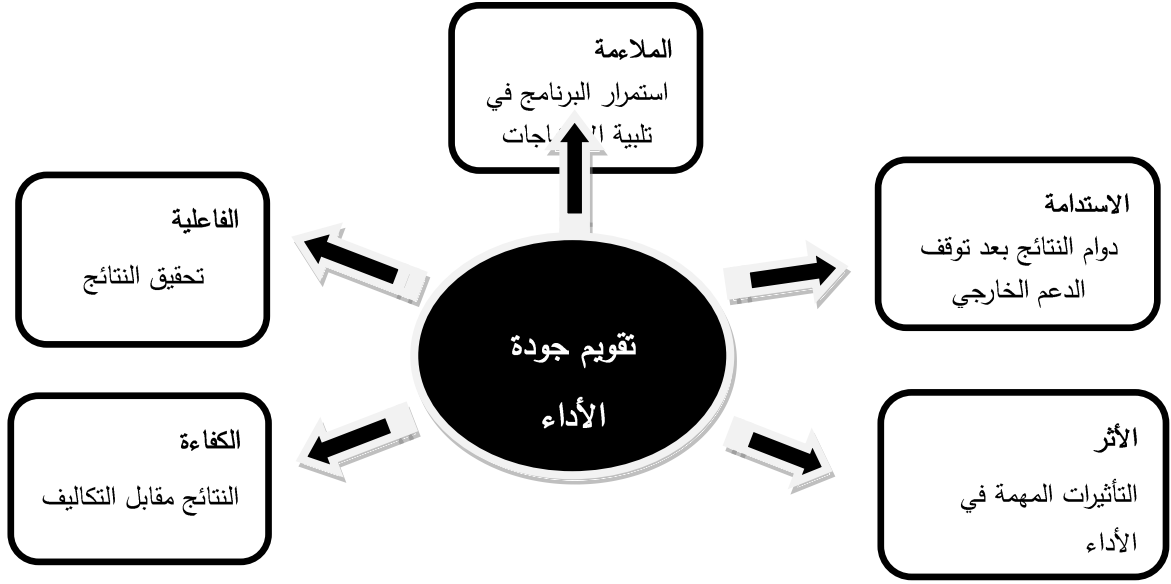 الملاءمة
استمرار البرنامج في
تلبية
الاستدامة
دوام النتائج بعد توقف
الدعم الخارجي
الفاعلية
تحقيق النتائج
تقويم جودة
الأداء
الأثر
التأثيرات المهمة في
الأداء
الكفاءة
النتائج مقابل التكاليف